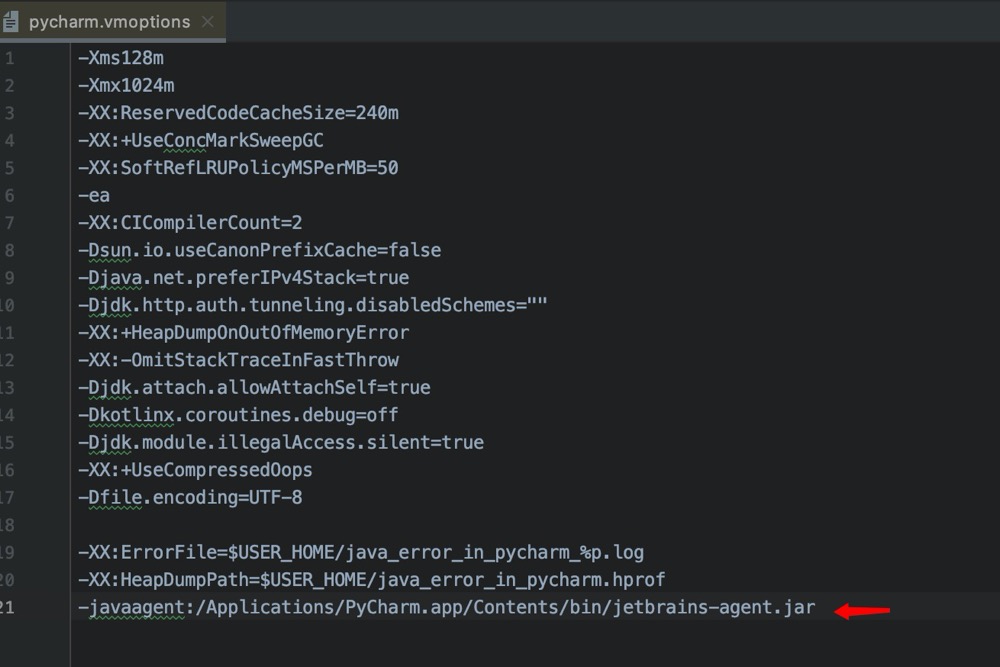 pycharm.vmoptions
1 -Xms128m
2 -Xmx1024m
3 -XX:ReservedCodeCacheSize=240m
4 -XX:+UseConcMarkSweepGC
5 -XX:SoftRefLRUPolicyMSPerMB=50
6 -ea
7 -XX:CICompilerCount=2
8 -Dsun.io.useCanonPrefixCache=false
9 -Djava.net.preferIPv4Stack=true
10 -Djdk.http.auth.tunneling.disabledSchemes=""
11 -XX:+HeapDumpOnOutOfMemoryError
12 -XX:-OmitStackTraceInFastThrow
13 -Djdk.attach.allowAttachSelf=true
14 -Dkotlinx.coroutines.debug=off
15 -Djdk.module.illegalAccess.silent=true
16 -XX:+UseCompressedOops
17 -Dfile.encoding=UTF-8
18
19 -XX:ErrorFile=$USER_HOME/java_error_in_pycharm_%p.log
20 -XX:HeapDumpPath=$USER_HOME/java_error_in_pycharm.hprof
21 -javaagent:/Applications/PyCharm.app/Contents/bin/jetbrains-agent.jar